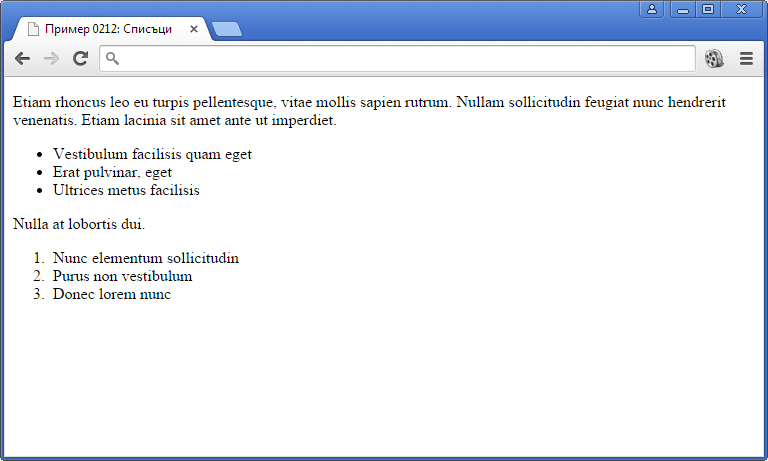 Пример 0212: Списъци
Etiam rhoncus leo eu turpis pellentesque, vitae mollis sapien rutrum. Nullam sollicitudin feugiat nunc hendrerit
venenatis. Etiam lacinia sit amet ante ut imperdiet.
• Vestibulum facilisis quam eget
• Erat pulvinar, eget
• Ultrices metus facilisis
Nulla at lobortis dui.
1. Nunc elementum sollicitudin
2. Purus non vestibulum
3. Donec lorem nunc